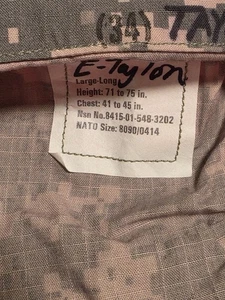 (34) TAY
E-Taylon
Large-Long
Height: 71 to 75 in.
Chest: 41 to 45 in.
Nsn No.8415-01-548-3202
NATO Size: 8090/0414